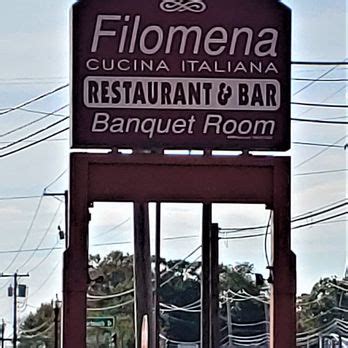 Filomena
CUCINA ITALIANA
RESTAURANT & BAR
Banquet Room